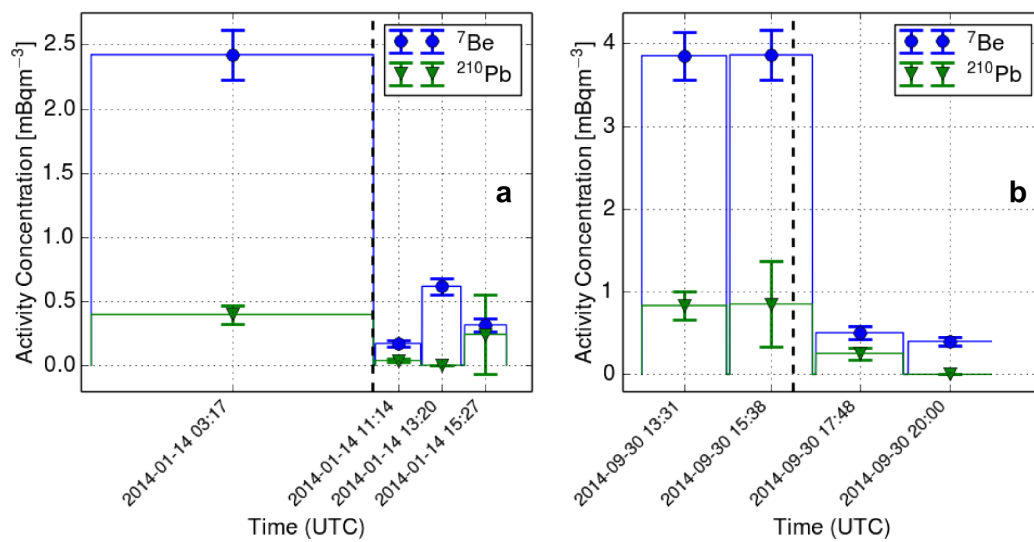 Activity Concentration [mBqm⁻³]
2.5
2.0
1.5
1.0
0.5
0.0
⁷Be
²¹⁰Pb
a
2014-01-14 03:17
2014-01-14 11:14
2014-01-14 13:20
2014-01-14 15:27
Time (UTC)
Activity Concentration [mBqm⁻³]
4
3
2
1
0
⁷Be
²¹⁰Pb
b
2014-09-30 13:31
2014-09-30 15:38
2014-09-30 17:48
2014-09-30 20:00
Time (UTC)